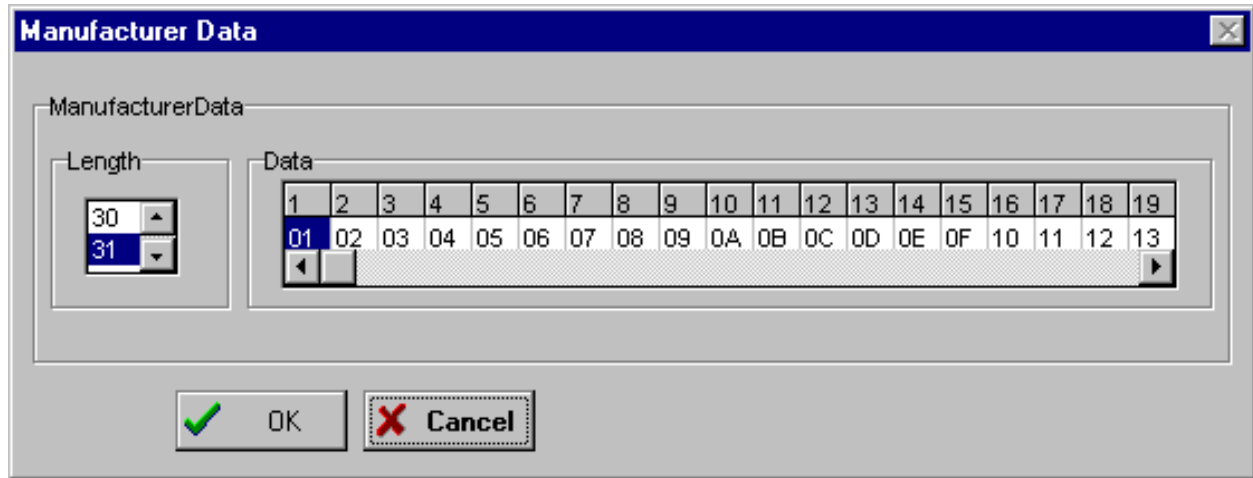 Manufacturer Data
ManufacturerData
Length
Data
30
31
1 2 3 4 5 6 7 8 9 10 11 12 13 14 15 16 17 18 19
01 02 03 04 05 06 07 08 09 0A 0B 0C 0D 0E 0F 10 11 12 13
OK
Cancel